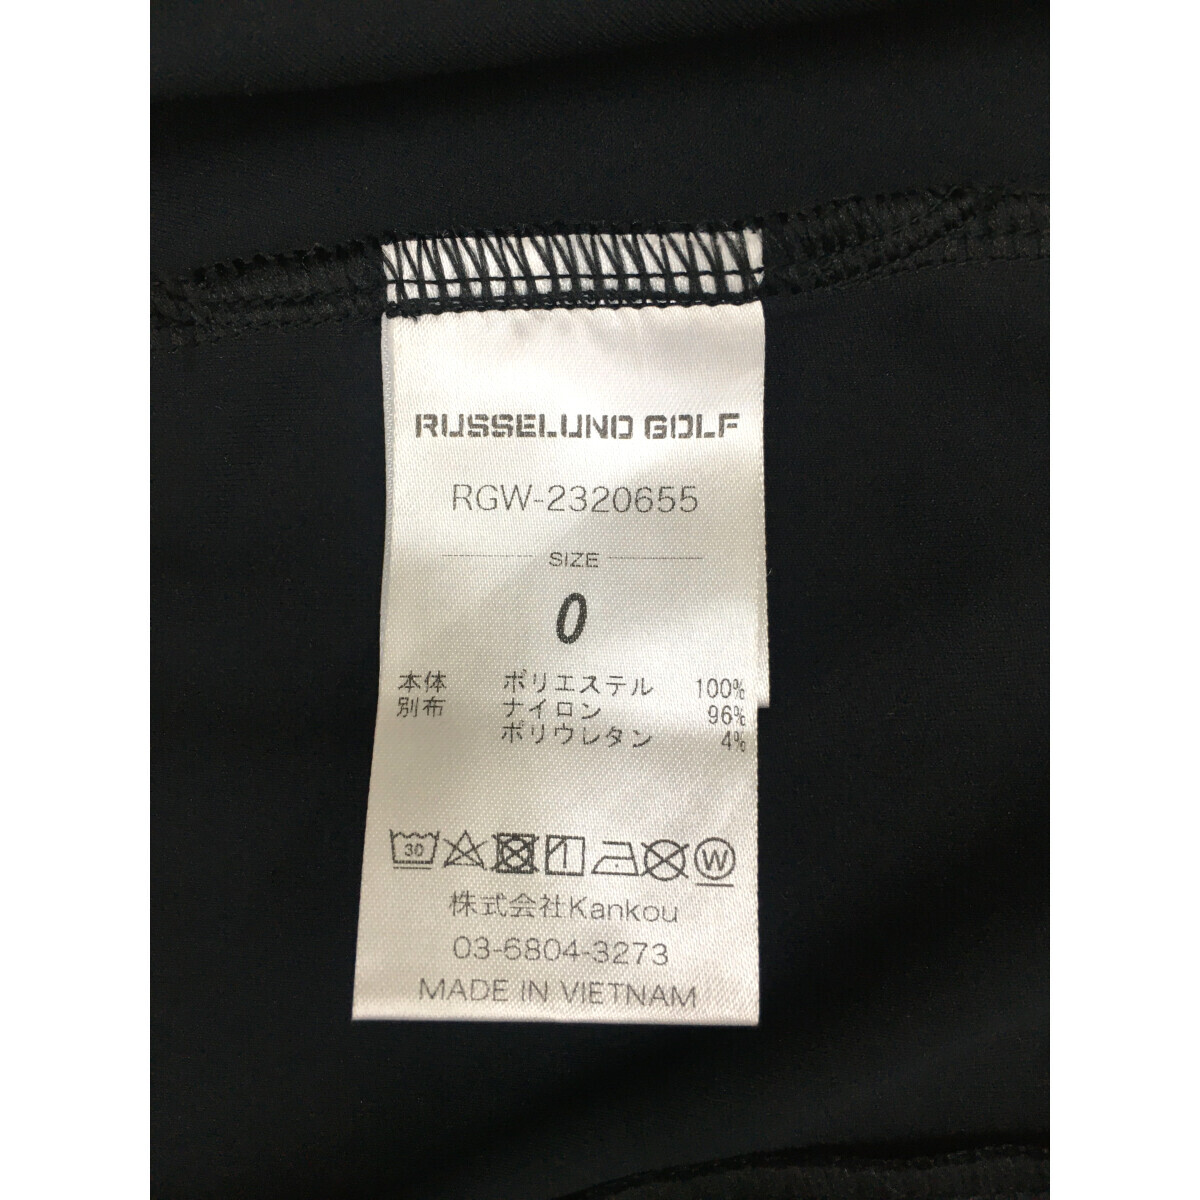 RUSSELUNO GOLF
RGW-2320655
SIZE
0
本体 ポリエステル 100%
別布 ナイロン 96%
ポリウレタン 4%
30 W
株式会社Kankou
03-6804-3273
MADE IN VIETNAM